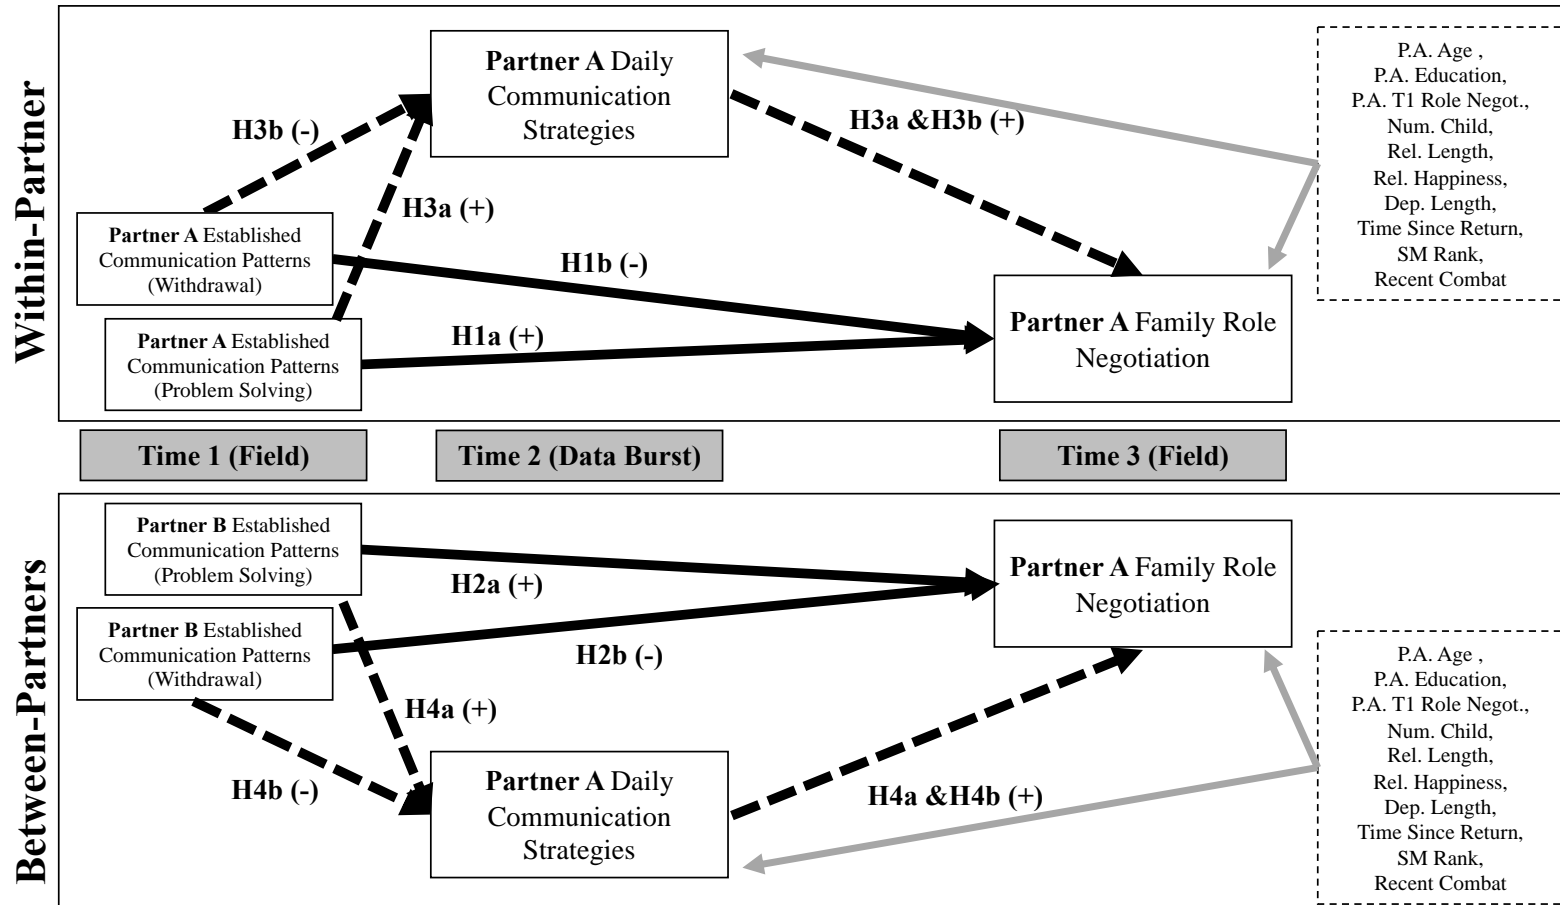 Within-Partner
Partner A Daily
Communication
Strategies
P.A. Age ,
P.A. Education,
P.A. T1 Role Negot.,
Num. Child,
Rel. Length,
Rel. Happiness,
Dep. Length,
Time Since Return,
SM Rank,
Recent Combat
H3b (-)
H3a &H3b (+)
H3a (+)
Partner A Established
Communication Patterns
(Withdrawal)
H1b (-)
Partner A Established
Communication Patterns
(Problem Solving)
H1a (+)
Partner A Family Role
Negotiation
Time 1 (Field)
Time 2 (Data Burst)
Time 3 (Field)
Between-Partners
Partner B Established
Communication Patterns
(Problem Solving)
H2a (+)
Partner A Family Role
Negotiation
Partner B Established
Communication Patterns
(Withdrawal)
H2b (-)
H4a (+)
H4b (-)
Partner A Daily
Communication
Strategies
H4a &H4b (+)
P.A. Age ,
P.A. Education,
P.A. T1 Role Negot.,
Num. Child,
Rel. Length,
Rel. Happiness,
Dep. Length,
Time Since Return,
SM Rank,
Recent Combat